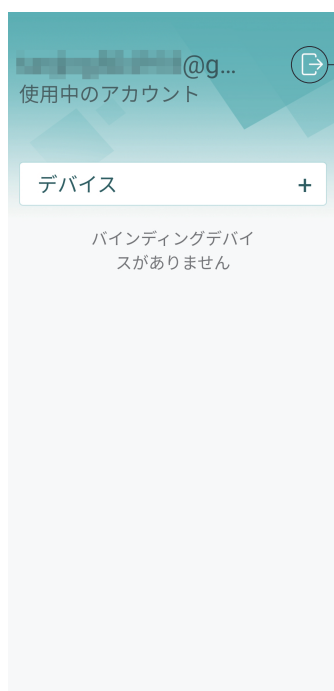 @g...
使用中のアカウント
デバイス +
バインディングデバイ
スがありません